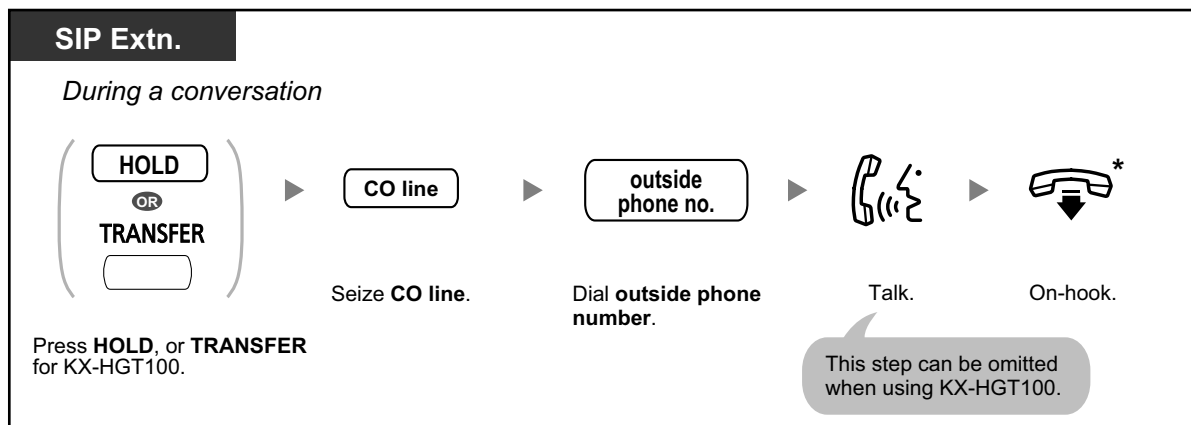 SIP Extn.
During a conversation
HOLD
OR
TRANSFER
CO line
outside
phone no.
*
Press HOLD, or TRANSFER
for KX-HGT100.
Seize CO line.
Dial outside phone
number.
Talk.
On-hook.
This step can be omitted
when using KX-HGT100.